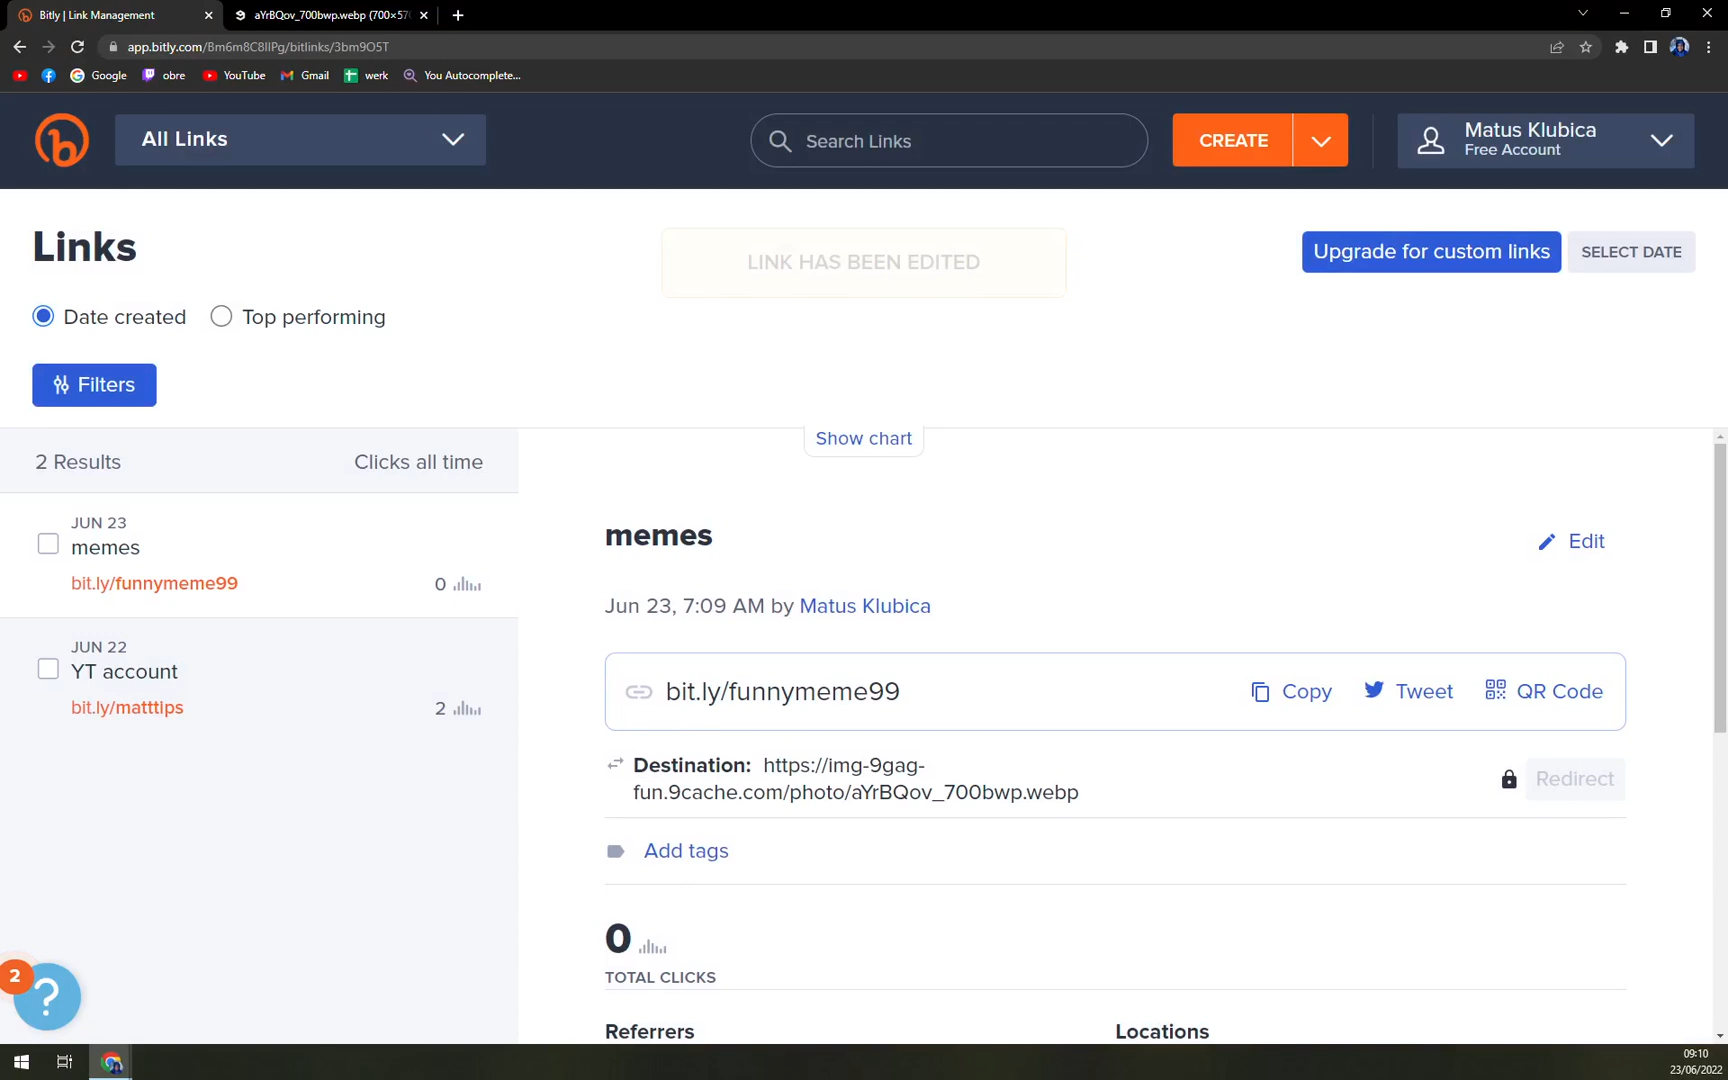 Bitly | Link Management
aYrBQov_700bwp.webp (700×57
app.bitly.com/Bm6m8C8IlPg/bitlinks/3bm9O5T
Google
obre
YouTube
Gmail
werk
You Autocomplete...
All Links
Search Links
CREATE
Matus Klubica
Free Account
Links
LINK HAS BEEN EDITED
Upgrade for custom links
SELECT DATE
Date created
Top performing
Filters
Show chart
2 Results
Clicks all time
JUN 23
memes
bit.ly/funnymeme99
0
JUN 22
YT account
bit.ly/matttips
2
memes
Edit
Jun 23, 7:09 AM by Matus Klubica
bit.ly/funnymeme99
Copy
Tweet
QR Code
Destination: https://img-9gag-
fun.9cache.com/photo/aYrBQov_700bwp.webp
Redirect
Add tags
0
TOTAL CLICKS
Referrers
Locations
2
?
09:10
23/06/2022